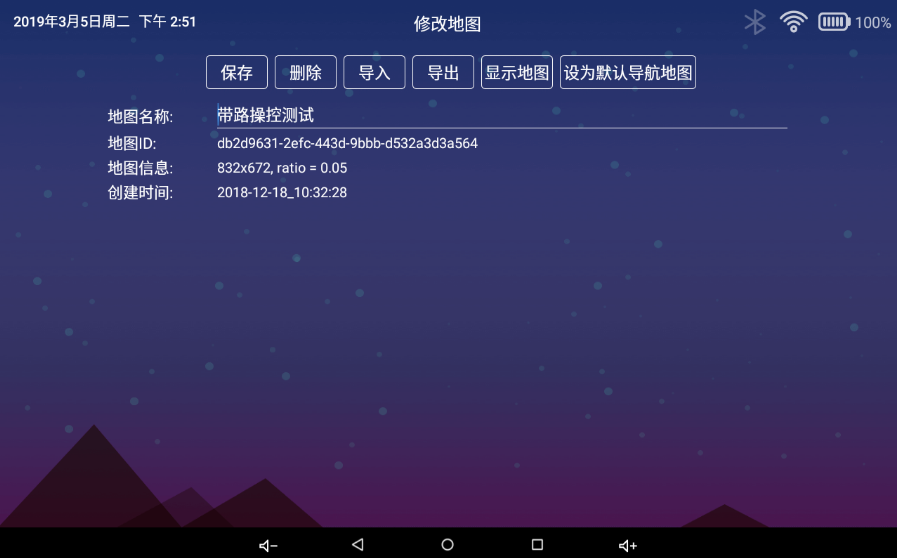 2019年3月5日周二 下午 2:51 修改地图 100%
保存 删除 导入 导出 显示地图 设为默认导航地图
地图名称: 带路操控测试
地图ID: db2d9631-2efc-443d-9bbb-d532a3d3a564
地图信息: 832x672, ratio = 0.05
创建时间: 2018-12-18_10:32:28